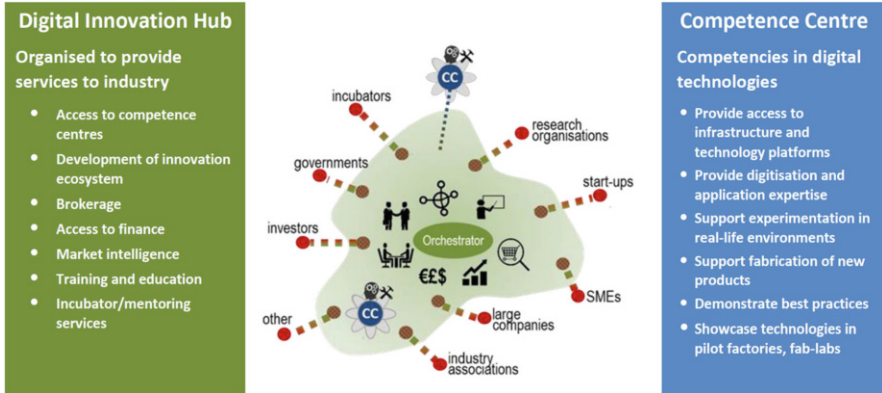 Digital Innovation Hub
Organised to provide
services to industry
• Access to competence
centres
• Development of innovation
ecosystem
• Brokerage
• Access to finance
• Market intelligence
• Training and education
• Incubator/mentoring
services
CC
incubators
research
organisations
governments
start-ups
investors
Orchestrator
€£$
SMEs
CC
other
large
companies
industry
associations
Competence Centre
Competencies in digital
technologies
• Provide access to
infrastructure and
technology platforms
• Provide digitisation and
application expertise
• Support experimentation in
real-life environments
• Support fabrication of new
products
• Demonstrate best practices
• Showcase technologies in
pilot factories, fab-labs